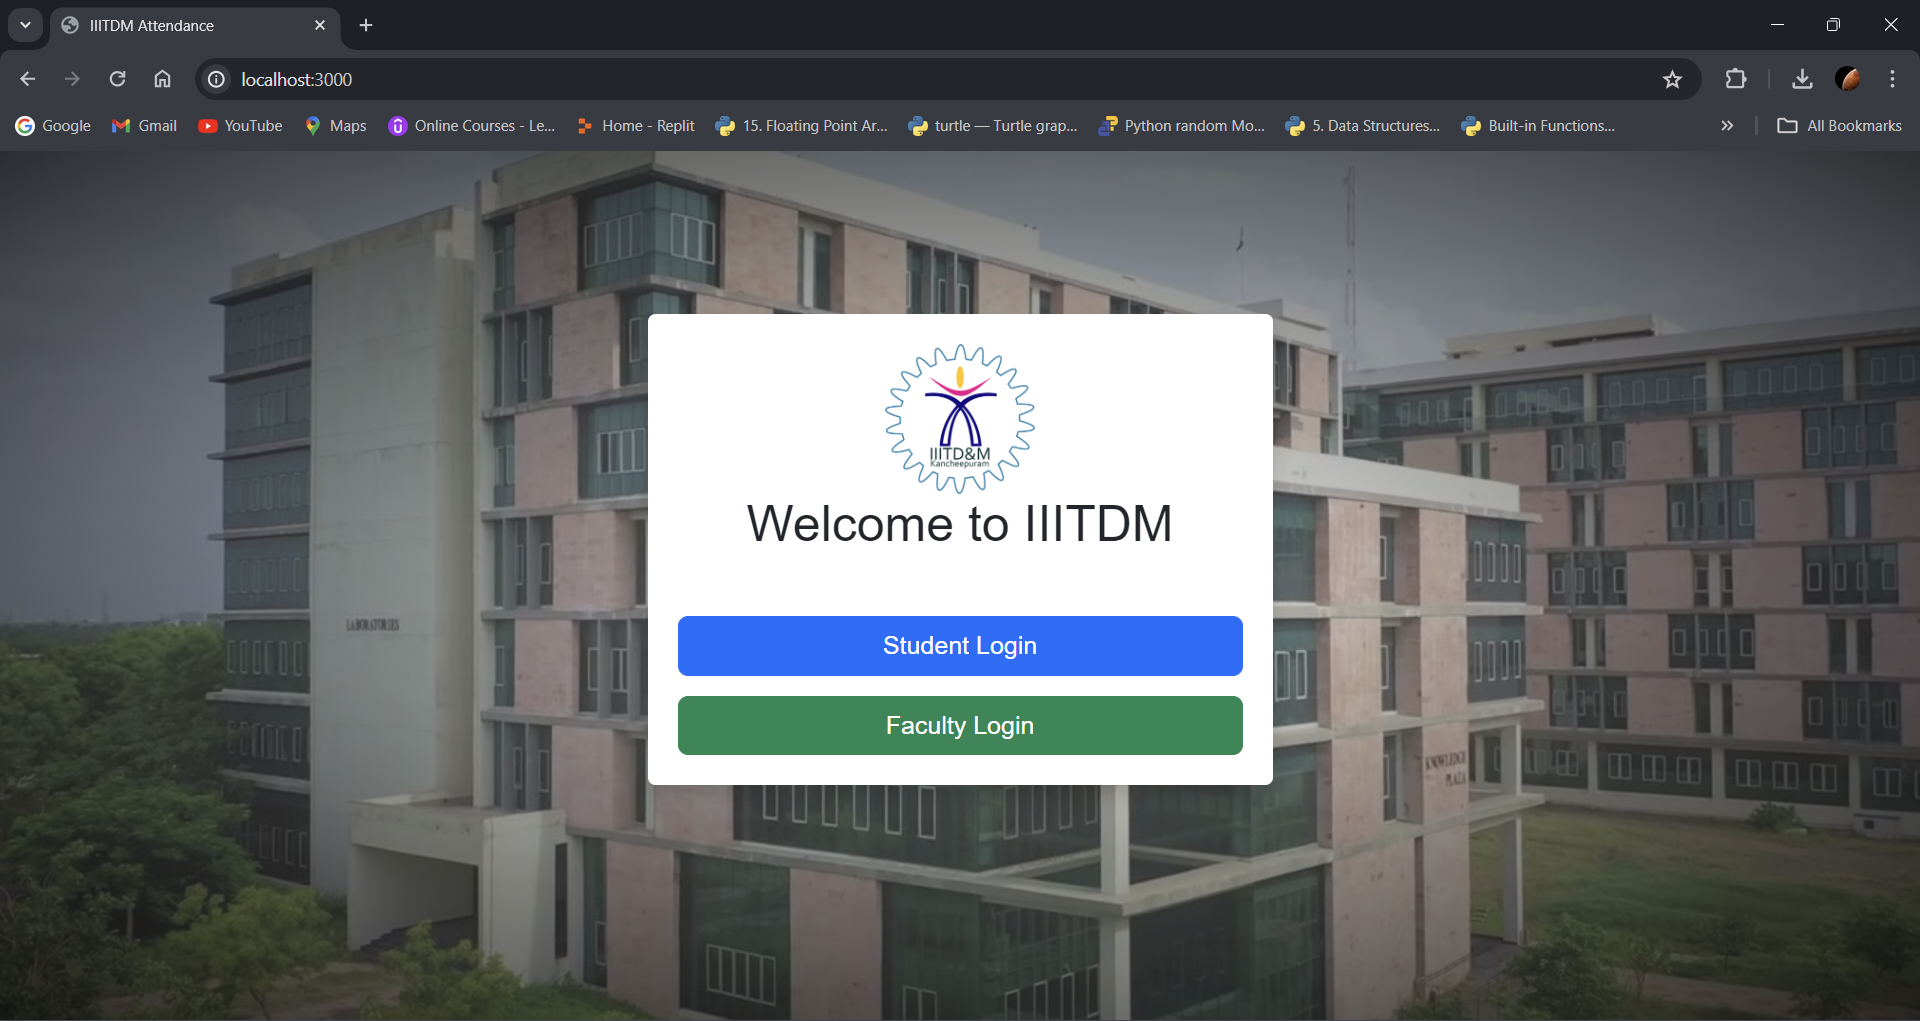 IIITDM Attendance
localhost:3000
Google
Gmail
YouTube
Maps
Online Courses - Le...
Home - Replit
15. Floating Point Ar...
turtle — Turtle grap...
Python random Mo...
5. Data Structures...
Built-in Functions...
All Bookmarks
IIITD&M
Kancheepuram
Welcome to IIITDM
LABORATORIES
Student Login
Faculty Login
KNOWLEDGE
PLAZA